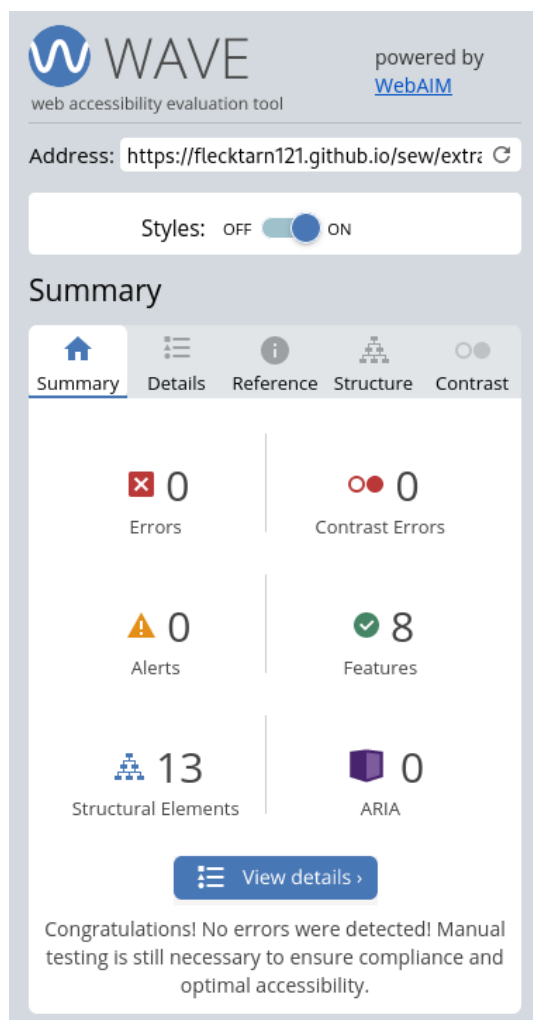 WAVE
powered by
WebAIM
web accessibility evaluation tool
Address: https://flecktarn121.github.io/sew/extra
Styles: OFF ON
Summary
Summary Details Reference Structure Contrast
0 0
Errors Contrast Errors
0 8
Alerts Features
13 0
Structural Elements ARIA
View details ›
Congratulations! No errors were detected! Manual
testing is still necessary to ensure compliance and
optimal accessibility.